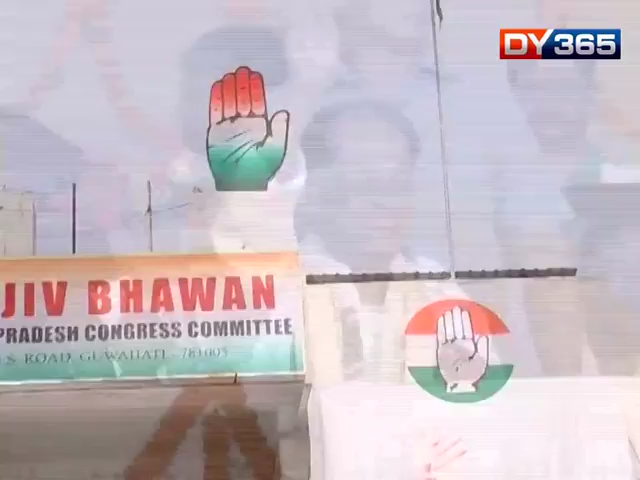 DY365
JIV BHAWAN
PRADESH CONGRESS COMMITTEE
S. ROAD, GUWAHATI - 781005